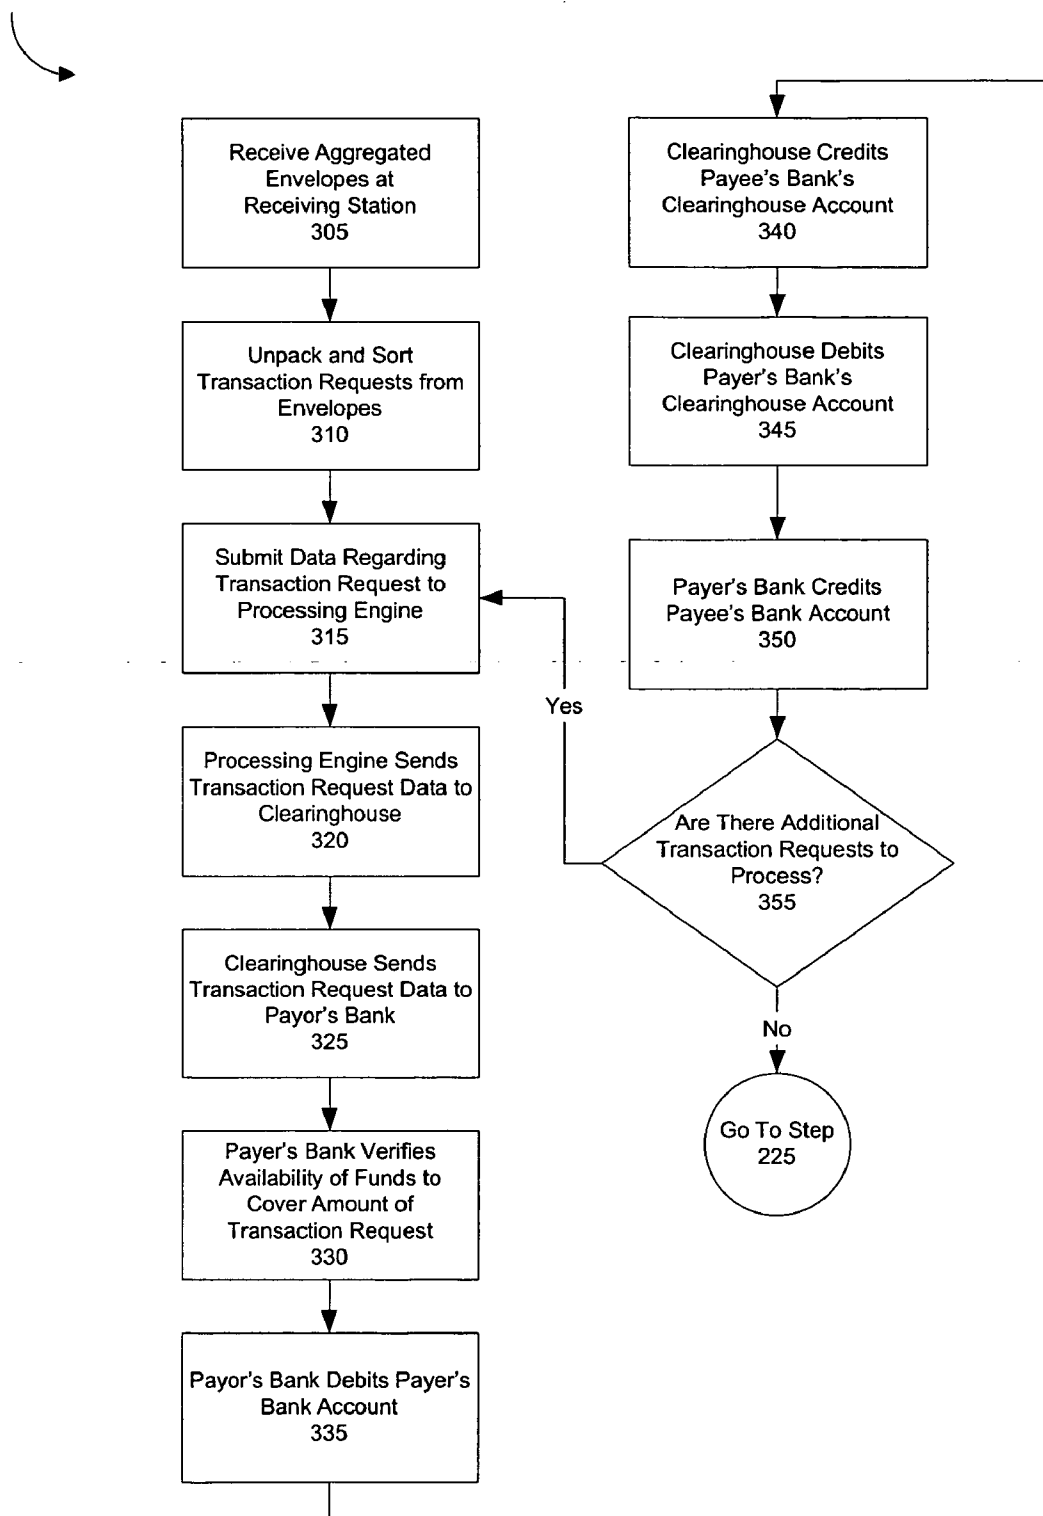 Receive Aggregated
Envelopes at
Receiving Station
305
Unpack and Sort
Transaction Requests from
Envelopes
310
Submit Data Regarding
Transaction Request to
Processing Engine
315
Processing Engine Sends
Transaction Request Data to
Clearinghouse
320
Clearinghouse Sends
Transaction Request Data to
Payor's Bank
325
Payer's Bank Verifies
Availability of Funds to
Cover Amount of
Transaction Request
330
Payor's Bank Debits Payer's
Bank Account
335
Clearinghouse Credits
Payee's Bank's
Clearinghouse Account
340
Clearinghouse Debits
Payer's Bank's
Clearinghouse Account
345
Payer's Bank Credits
Payee's Bank Account
350
Are There Additional
Transaction Requests to
Process?
355
Yes
No
Go To Step
225